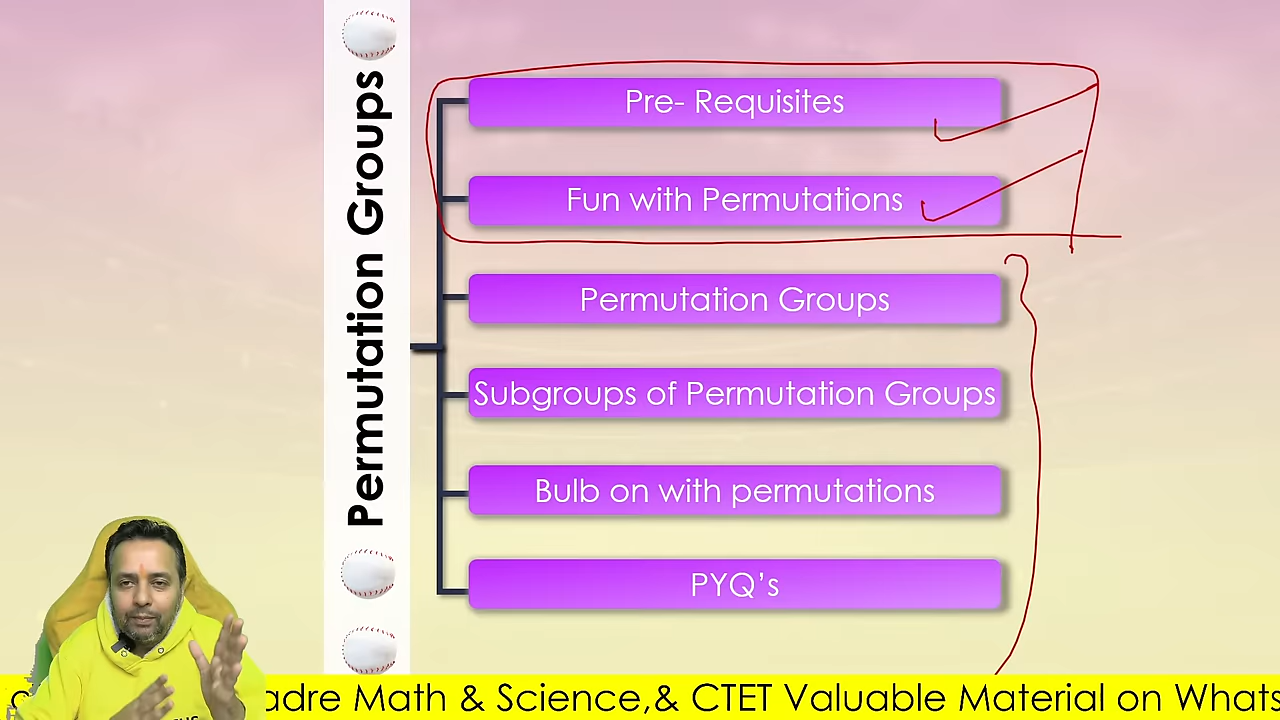 Permutation Groups
Pre- Requisites
Fun with Permutations
Permutation Groups
Subgroups of Permutation Groups
Bulb on with permutations
PYQ’s
adre Math & Science,& CTET Valuable Material on Whats